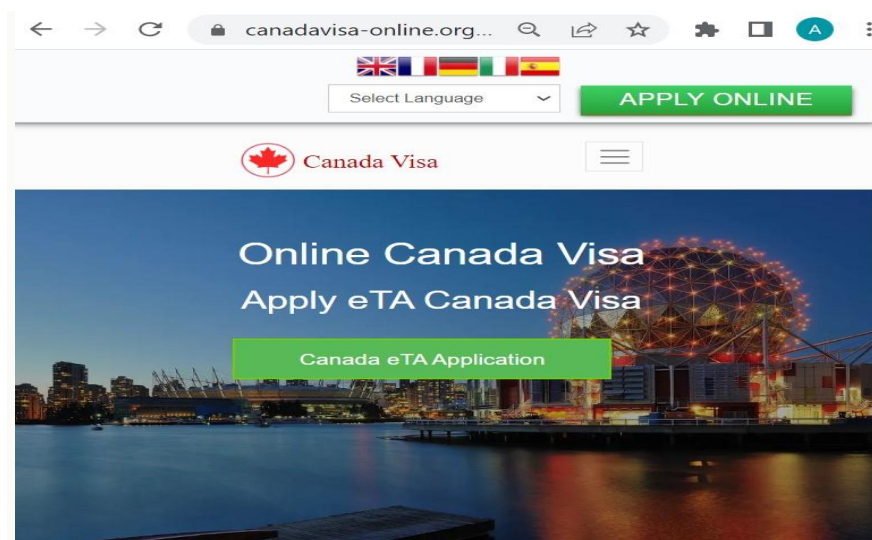 canadavisa-online.org...
A
Select Language
APPLY ONLINE
Canada Visa
Online Canada Visa
Apply eTA Canada Visa
Canada eTA Application